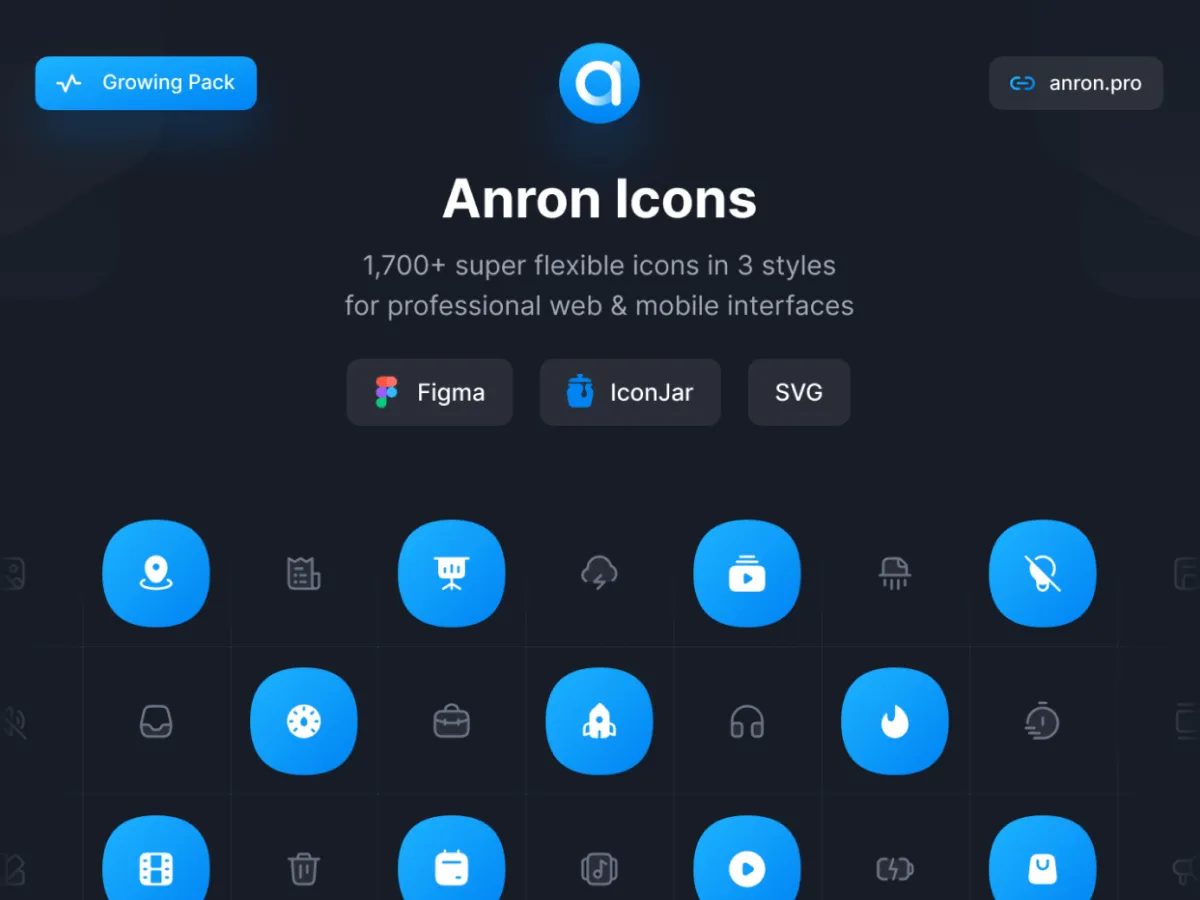 Growing Pack
anron.pro
Anron Icons
1,700+ super flexible icons in 3 styles
for professional web & mobile interfaces
Figma
IconJar
SVG